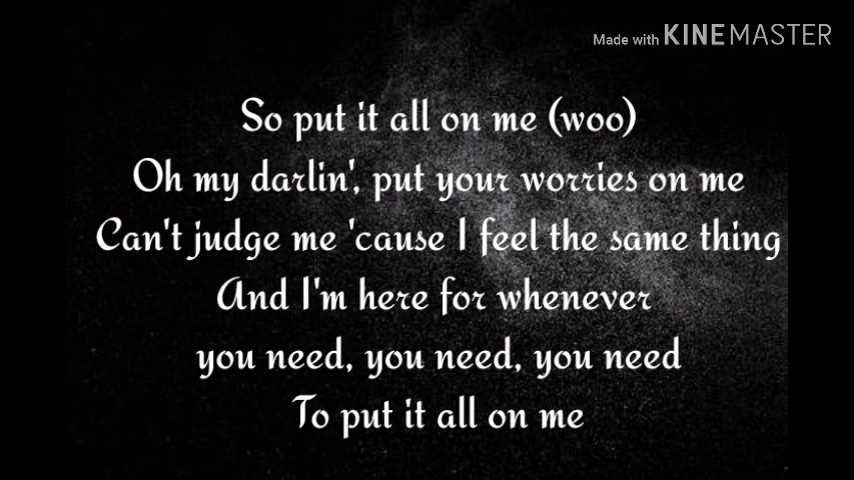 Made with KINEMASTER
So put it all on me (woo)
Oh my darlin', put your worries on me
Can't judge me 'cause I feel the same thing
And I'm here for whenever
you need, you need, you need
To put it all on me